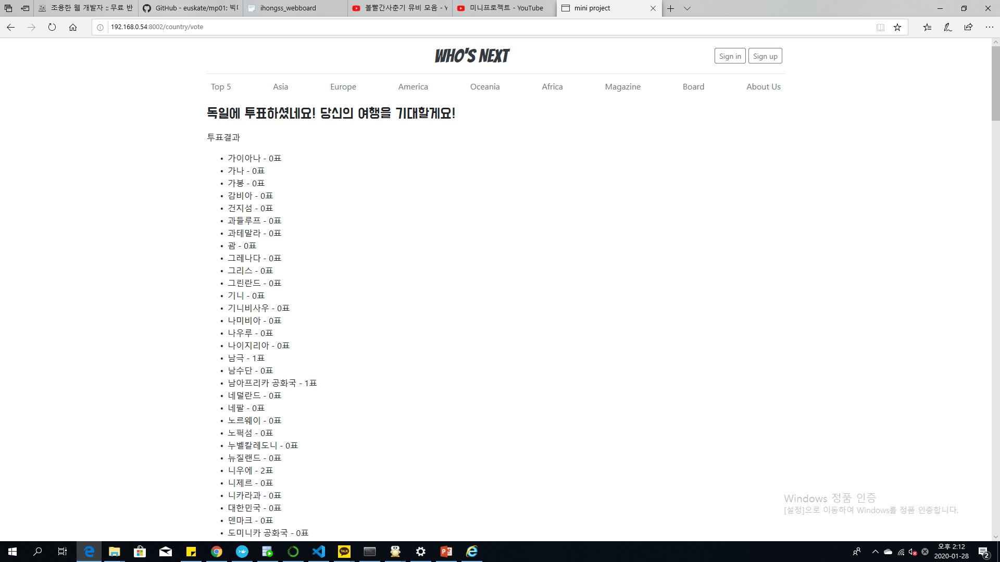 조용한 웹 개발자 :: 무료 반
GitHub - euskate/mp01: 빅데
ihongss_webboard
볼빨간사춘기 뮤비 모음 - Y
미니프로젝트 - YouTube
mini project
192.168.0.54:8002/country/vote
WHO'S NEXT
Sign in
Sign up
Top 5
Asia
Europe
America
Oceania
Africa
Magazine
Board
About Us
독일에 투표하셨네요! 당신의 여행을 기대할게요!
투표결과
• 가이아나 - 0표
• 가나 - 0표
• 가봉 - 0표
• 감비아 - 0표
• 건지섬 - 0표
• 과들루프 - 0표
• 과테말라 - 0표
• 괌 - 0표
• 그레나다 - 0표
• 그리스 - 0표
• 그린란드 - 0표
• 기니 - 0표
• 기니비사우 - 0표
• 나미비아 - 0표
• 나우루 - 0표
• 나이지리아 - 0표
• 남극 - 1표
• 남수단 - 0표
• 남아프리카 공화국 - 1표
• 네덜란드 - 0표
• 네팔 - 0표
• 노르웨이 - 0표
• 노퍽섬 - 0표
• 누벨칼레도니 - 0표
• 뉴질랜드 - 0표
• 니우에 - 2표
• 니제르 - 0표
• 니카라과 - 0표
• 대한민국 - 0표
• 덴마크 - 0표
• 도미니카 공화국 - 0표
Windows 정품 인증
[설정]으로 이동하여 Windows를 정품 인증합니다.
TALK
오후 2:12
2020-01-28
2